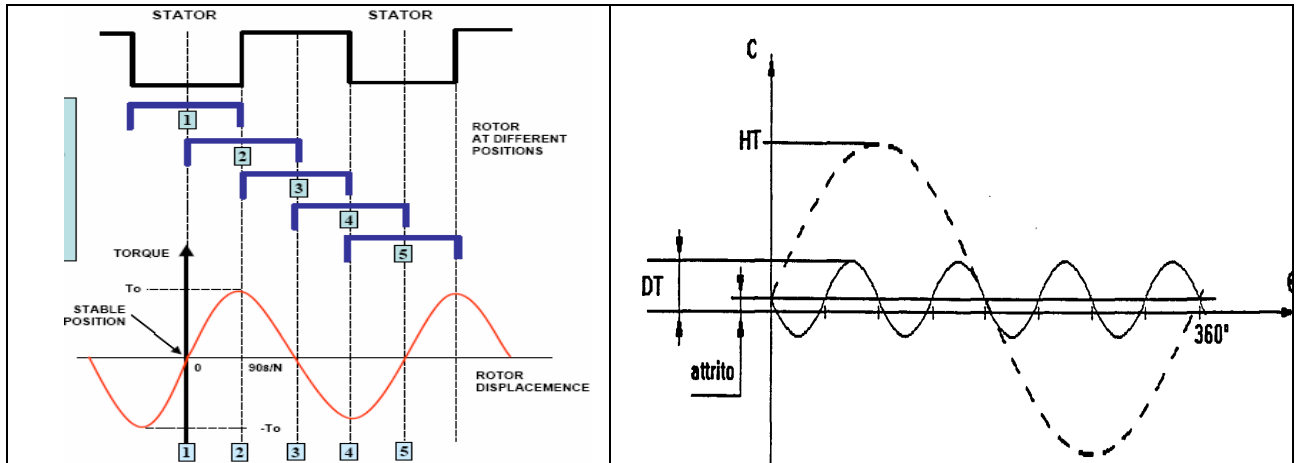 STATOR STATOR
1
2
3
4
5
ROTOR
AT DIFFERENT
POSITIONS
TORQUE
To
STABLE
POSITION
0 90s/N
ROTOR
DISPLACEMENCE
-To
1 2 3 4 5
C
HT
DT
attrito
360°